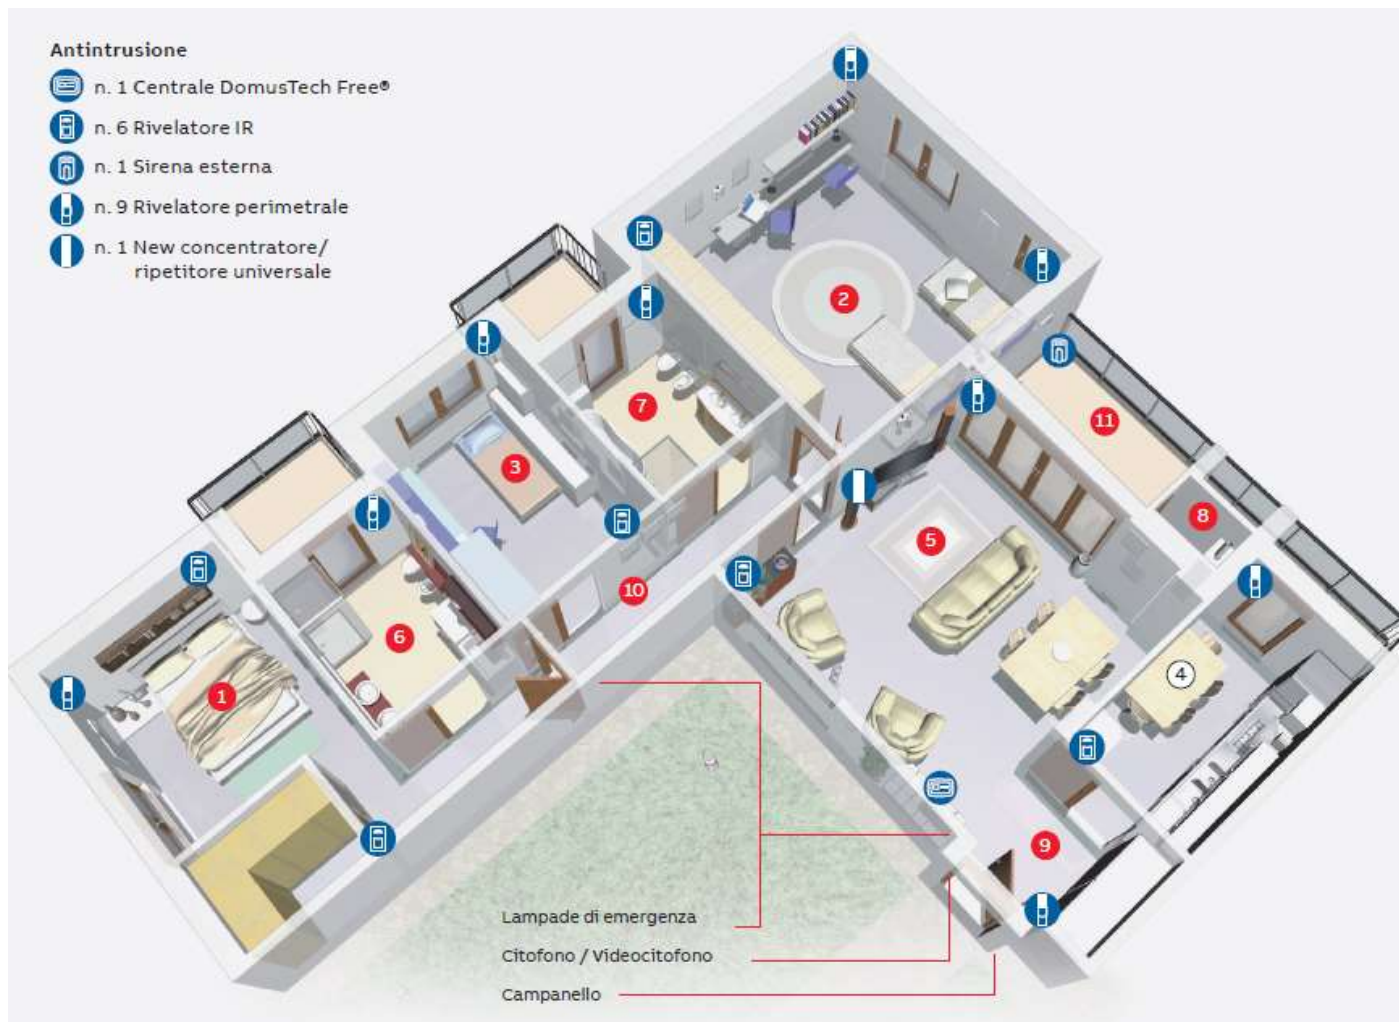 Antintrusione
n. 1 Centrale DomusTech Free®
n. 6 Rivelatore IR
n. 1 Sirena esterna
n. 9 Rivelatore perimetrale
n. 1 New concentratore/
ripetitore universale
2
11
7
3
8
5
10
6
4
1
9
Lampade di emergenza
Citofono / Videocitofono
Campanello